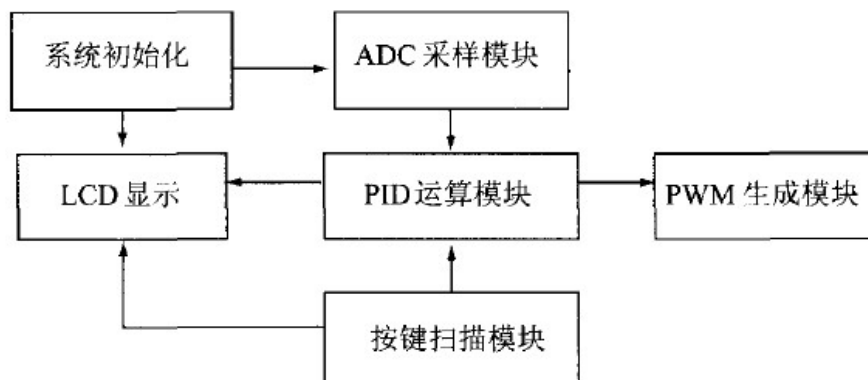 系统初始化
ADC 采样模块
LCD 显示
PID 运算模块
PWM 生成模块
按键扫描模块